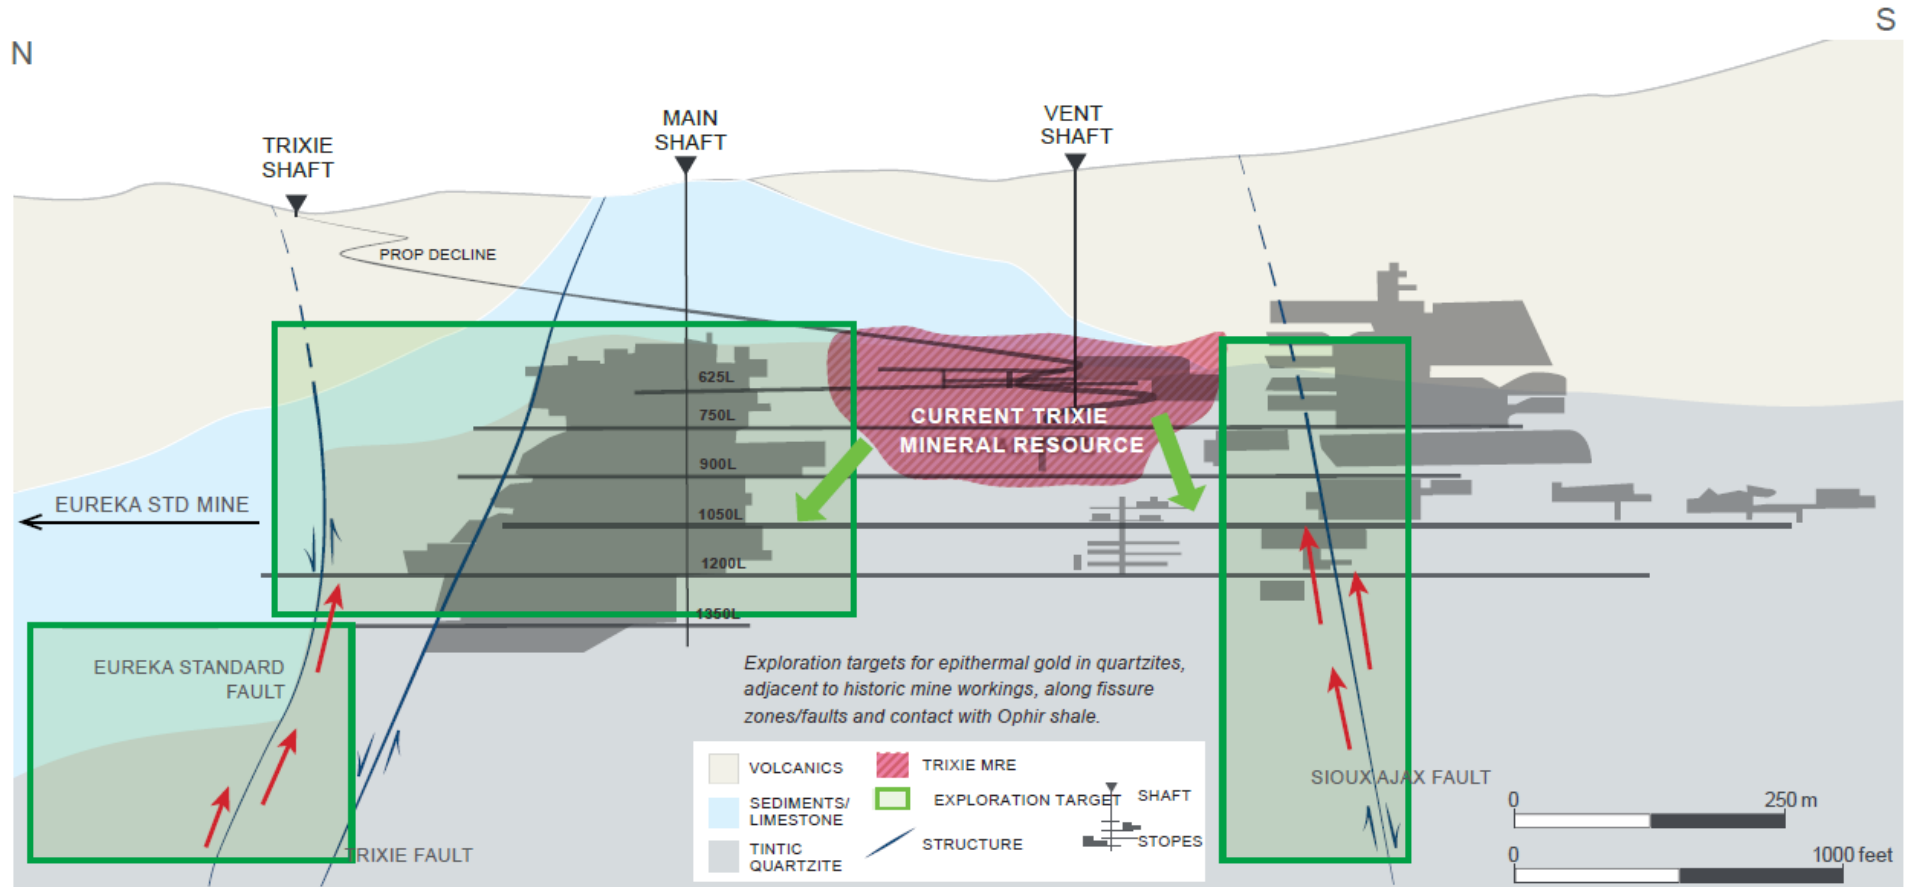 N
S
TRIXIE
SHAFT
MAIN
SHAFT
VENT
SHAFT
PROP DECLINE
625L
750L
900L
1050L
1200L
1350L
CURRENT TRIXIE
MINERAL RESOURCE
EUREKA STD MINE
EUREKA STANDARD
FAULT
TRIXIE FAULT
Exploration targets for epithermal gold in quartzites,
adjacent to historic mine workings, along fissure
zones/faults and contact with Ophir shale.
VOLCANICS
SEDIMENTS/
LIMESTONE
TINTIC
QUARTZITE
TRIXIE MRE
EXPLORATION TARGET
STRUCTURE
SHAFT
STOPES
SIOUX AJAX FAULT
0 250 m
0 1000 feet